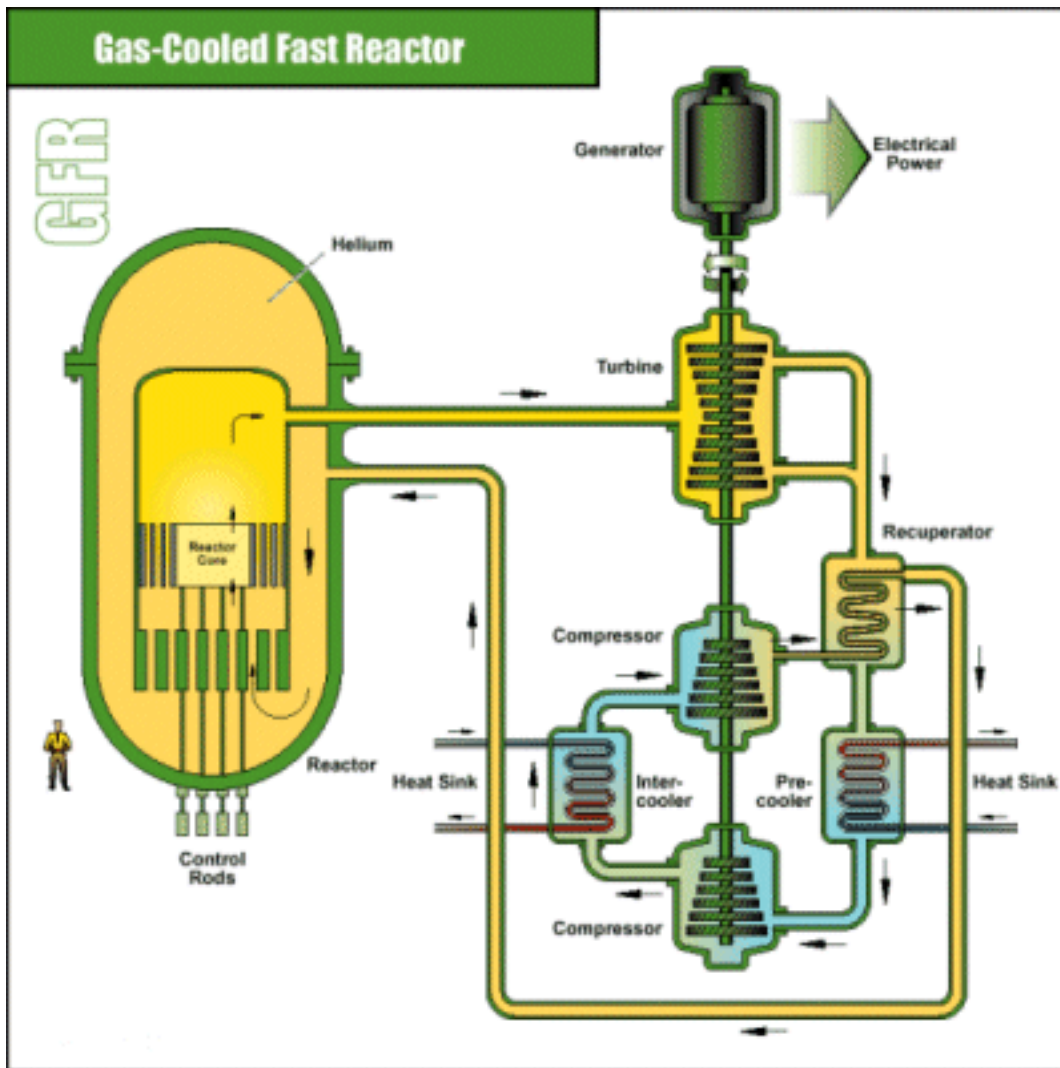 Gas-Cooled Fast Reactor
GFR
Generator
Electrical
Power
Helium
Turbine
Reactor
Core
Recuperator
Compressor
Reactor
Heat Sink
Inter-
cooler
Pre-
cooler
Heat Sink
Control
Rods
Compressor